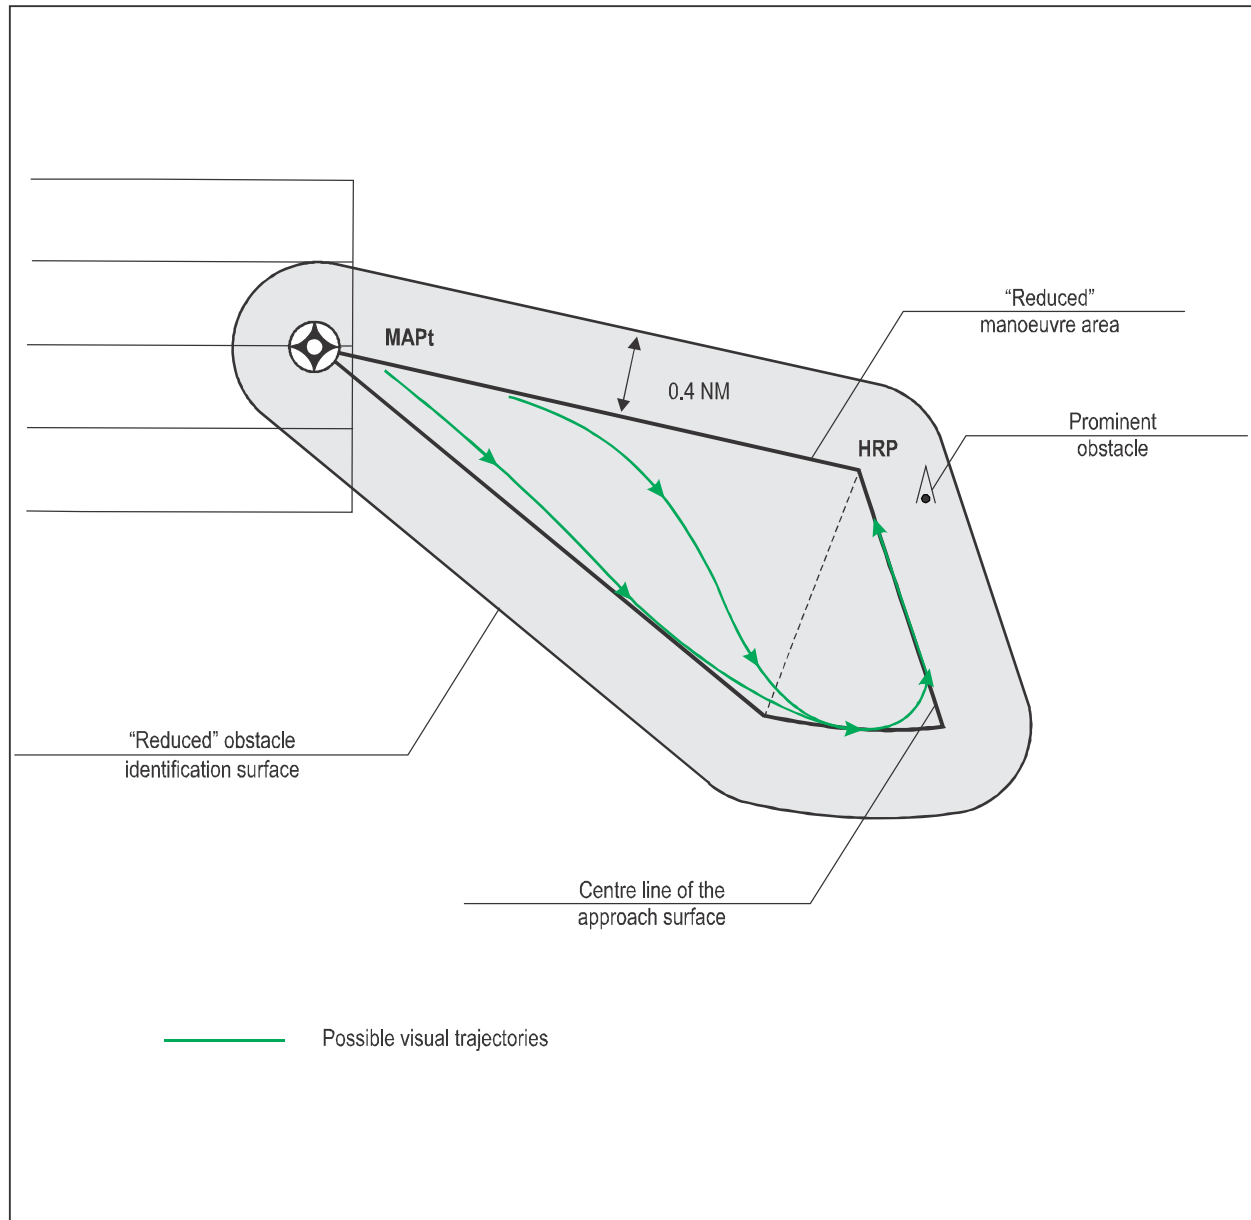 “Reduced”
manoeuvre area
MAPt
0.4 NM
Prominent
obstacle
HRP
“Reduced” obstacle
identification surface
Centre line of the
approach surface
Possible visual trajectories